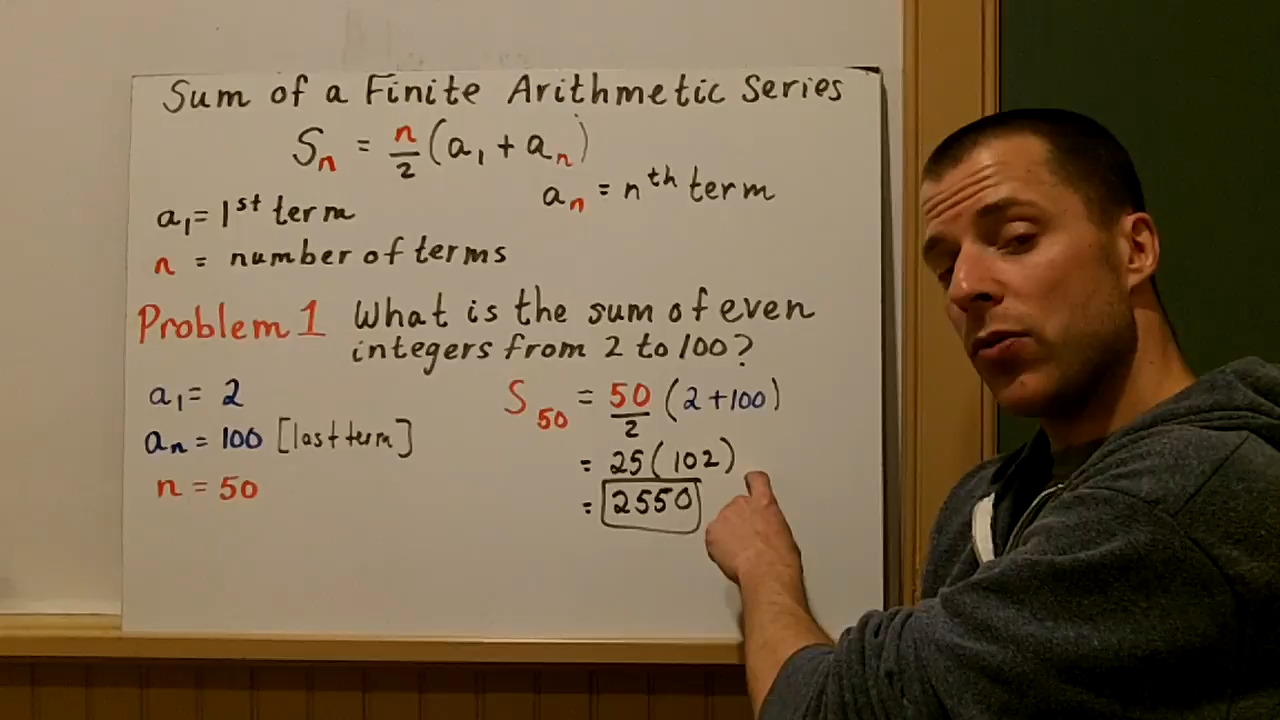 Sum of a Finite Arithmetic Series
Sn = n/2 (a1 + an)
an = nth term
a1 = 1st term
n = number of terms
Problem 1 What is the sum of even
integers from 2 to 100?
a1 = 2
an = 100 [last term]
n = 50
S50 = 50/2 (2+100)
= 25(102)
= 2550